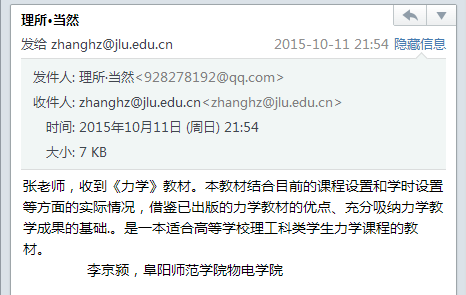 理所•当然
发给 zhanghz@jlu.edu.cn 2015-10-11 21:54 隐藏信息
发件人: 理所·当然<928278192@qq.com>
收件人: zhanghz@jlu.edu.cn<zhanghz@jlu.edu.cn>
时间: 2015年10月11日 (周日) 21:54
大小: 7 KB
张老师，收到《力学》教材。本教材结合目前的课程设置和学时设置
等方面的实际情况，借鉴已出版的力学教材的优点、充分吸纳力学教
学成果的基础.。是一本适合高等学校理工科类学生力学课程的教
材。
李京颍，阜阳师范学院物电学院